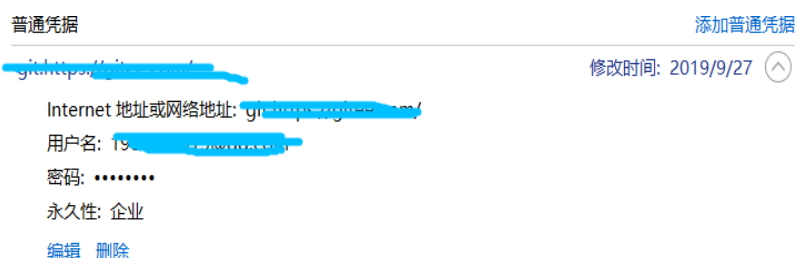 普通凭据 添加普通凭据
修改时间: 2019/9/27
Internet 地址或网络地址:
用户名:
密码: ••••••••
永久性: 企业
编辑 删除